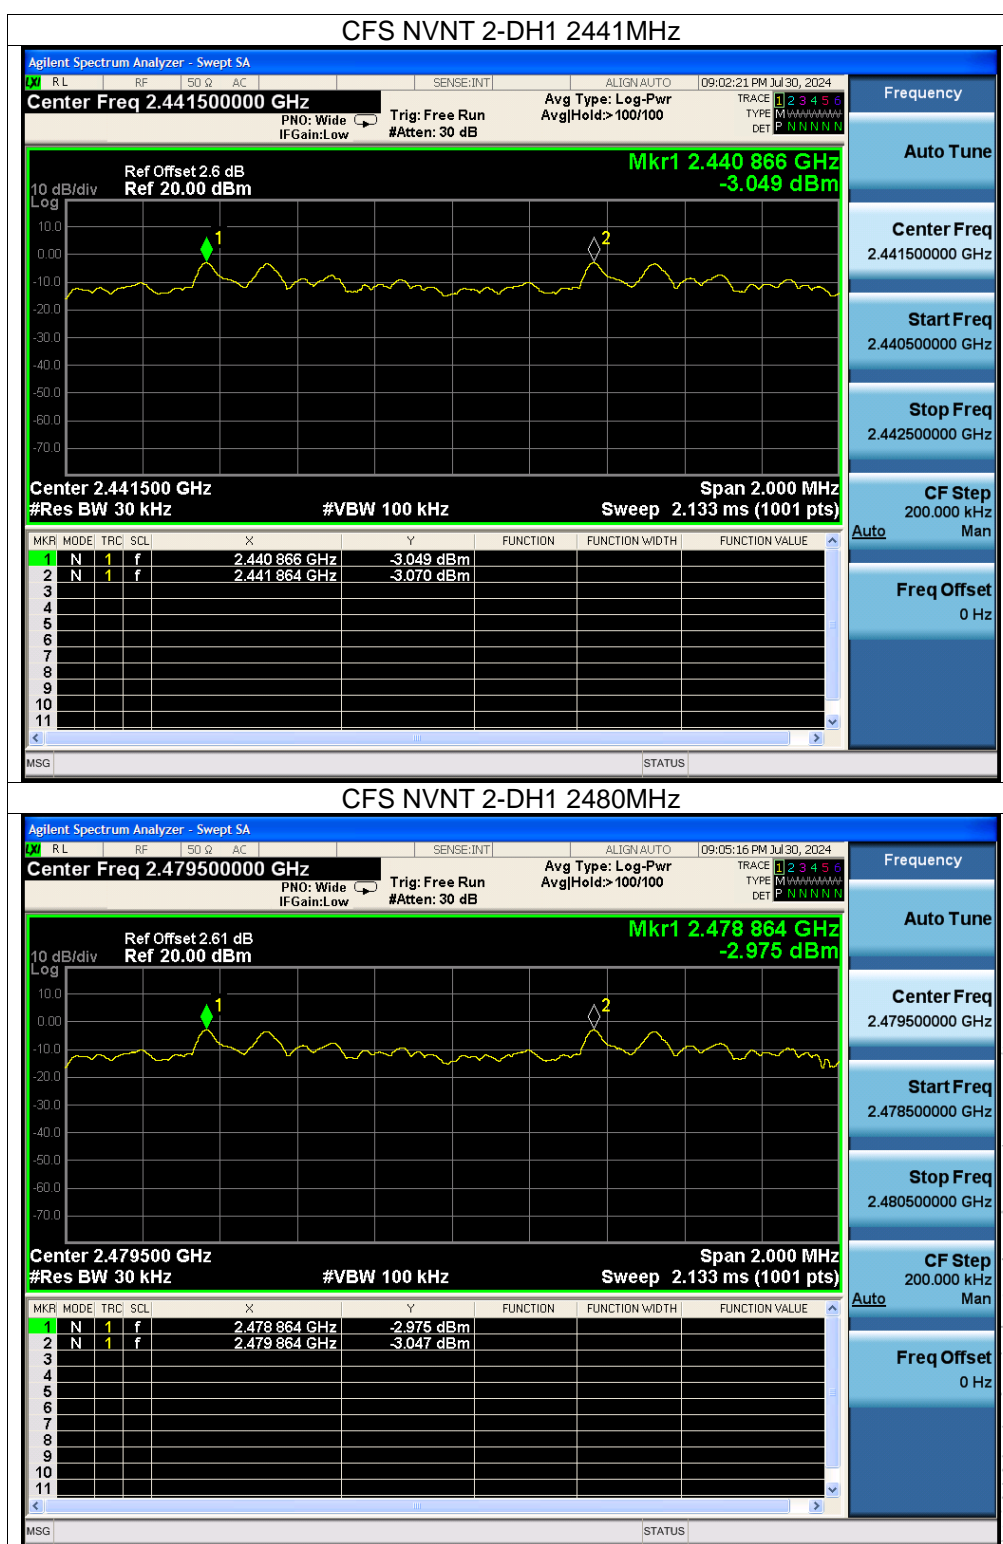 CFS NVNT 2-DH1 2441MHz
Agilent Spectrum Analyzer - Swept SA
LXI RL RF 50 Ω AC SENSE:INT ALIGN AUTO 09:02:21 PM Jul 30, 2024
Center Freq 2.441500000 GHz
PNO: Wide
IFGain:Low
Trig: Free Run
#Atten: 30 dB
Avg Type: Log-Pwr
Avg|Hold:>100/100
TRACE 1 2 3 4 5 6
TYPE MWWWWW
DET P N N N N N
Ref Offset 2.6 dB
Ref 20.00 dBm
10 dB/div
Log
Mkr1 2.440 866 GHz
-3.049 dBm
10.0
0.00
-10.0
-20.0
-30.0
-40.0
-50.0
-60.0
-70.0
1
2
Center 2.441500 GHz
#Res BW 30 kHz
#VBW 100 kHz
Span 2.000 MHz
Sweep 2.133 ms (1001 pts)
MKR MODE TRC SCL X Y FUNCTION FUNCTION WIDTH FUNCTION VALUE
1 N 1 f 2.440 866 GHz -3.049 dBm
2 N 1 f 2.441 864 GHz -3.070 dBm
3
4
5
6
7
8
9
10
11
MSG STATUS
Frequency
Auto Tune
Center Freq
2.441500000 GHz
Start Freq
2.440500000 GHz
Stop Freq
2.442500000 GHz
CF Step
200.000 kHz
Auto Man
Freq Offset
0 Hz
CFS NVNT 2-DH1 2480MHz
Agilent Spectrum Analyzer - Swept SA
LXI RL RF 50 Ω AC SENSE:INT ALIGN AUTO 09:05:16 PM Jul 30, 2024
Center Freq 2.479500000 GHz
PNO: Wide
IFGain:Low
Trig: Free Run
#Atten: 30 dB
Avg Type: Log-Pwr
Avg|Hold:>100/100
TRACE 1 2 3 4 5 6
TYPE MWWWWW
DET P N N N N N
Ref Offset 2.61 dB
Ref 20.00 dBm
10 dB/div
Log
Mkr1 2.478 864 GHz
-2.975 dBm
10.0
0.00
-10.0
-20.0
-30.0
-40.0
-50.0
-60.0
-70.0
1
2
Center 2.479500 GHz
#Res BW 30 kHz
#VBW 100 kHz
Span 2.000 MHz
Sweep 2.133 ms (1001 pts)
MKR MODE TRC SCL X Y FUNCTION FUNCTION WIDTH FUNCTION VALUE
1 N 1 f 2.478 864 GHz -2.975 dBm
2 N 1 f 2.479 864 GHz -3.047 dBm
3
4
5
6
7
8
9
10
11
MSG STATUS
Frequency
Auto Tune
Center Freq
2.479500000 GHz
Start Freq
2.478500000 GHz
Stop Freq
2.480500000 GHz
CF Step
200.000 kHz
Auto Man
Freq Offset
0 Hz